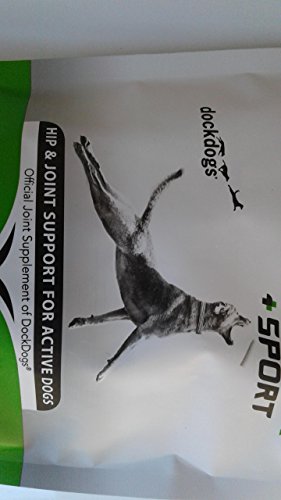 dockdogs®
+ SPORT
HIP & JOINT SUPPORT FOR ACTIVE DOGS
Official Joint Supplement of DockDogs®